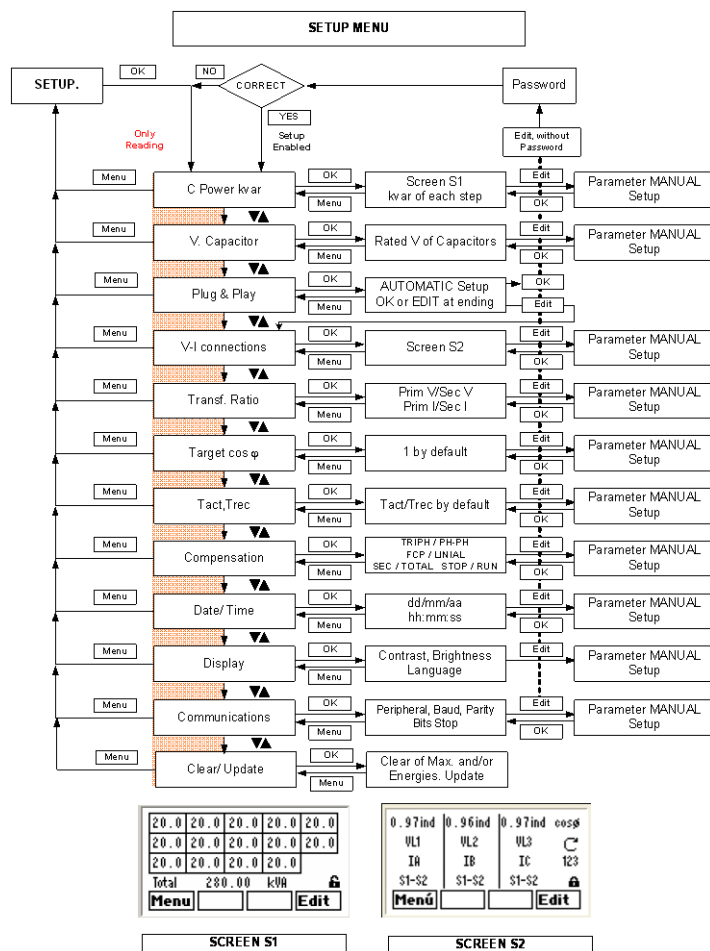 SETUP MENU
OK
NO
SETUP.
CORRECT
Password
YES
Only
Reading
Setup
Enabled
Edit, without
Password
Menu
C Power kvar
OK
Menu
Screen S1
kvar of each step
Edit
OK
Parameter MANUAL
Setup
▼▲
Menu
V. Capacitor
OK
Menu
Rated V of Capacitors
Edit
OK
Parameter MANUAL
Setup
▼▲
Menu
Plug & Play
OK
Menu
AUTOMATIC Setup
OK or EDIT at ending
OK
Edit
▼▲
Menu
V-I connections
OK
Menu
Screen S2
Edit
OK
Parameter MANUAL
Setup
▼▲
Menu
Transf. Ratio
OK
Menu
Prim V/Sec V
Prim I/Sec I
Edit
OK
Parameter MANUAL
Setup
▼▲
Menu
Target cos φ
OK
Menu
1 by default
Edit
OK
Parameter MANUAL
Setup
▼▲
Menu
Tact,Trec
OK
Menu
Tact/Trec by default
Edit
OK
Parameter MANUAL
Setup
▼▲
Menu
Compensation
OK
Menu
TRIPH / PH-PH
FCP / LINIAL
SEC / TOTAL STOP / RUN
Edit
OK
Parameter MANUAL
Setup
▼▲
Menu
Date/ Time
OK
Menu
dd/mm/aa
hh:mm:ss
Edit
OK
Parameter MANUAL
Setup
▼▲
Menu
Display
OK
Menu
Contrast, Brightness
Language
Edit
Parameter MANUAL
Setup
▼▲
Menu
Communications
OK
Menu
Peripheral, Baud, Parity
Bits Stop
Edit
OK
Parameter MANUAL
Setup
▼▲
Menu
Clear/ Update
OK
Menu
Clear of Max. and/or
Energies. Update
20.0 20.0 20.0 20.0 20.0
20.0 20.0 20.0 20.0 20.0
20.0 20.0 20.0 20.0
Total 280.00 kVA
Menu Edit
SCREEN S1
0.97ind 0.96ind 0.97ind cosø
VL1 VL2 VL3
IA IB IC 123
S1-S2 S1-S2 S1-S2
Menú Edit
SCREEN S2